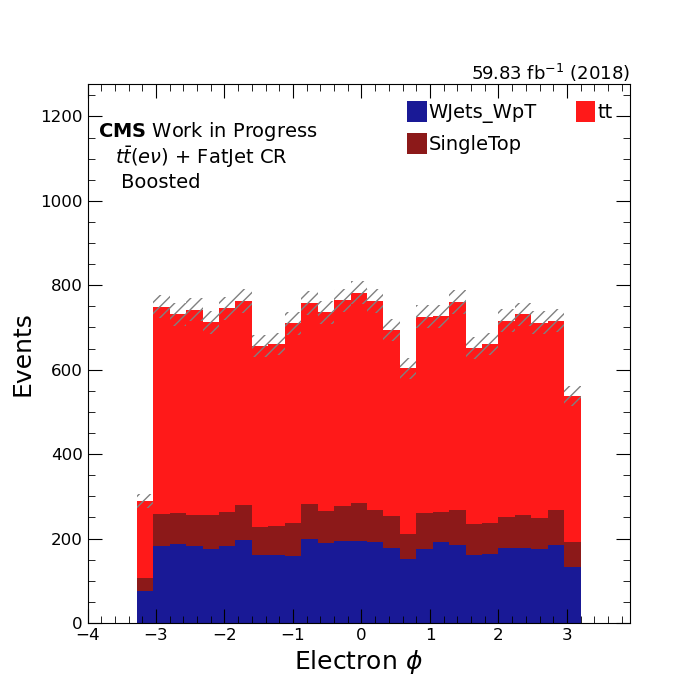 59.83 fb⁻¹ (2018)
CMS Work in Progress
tt̄(eν) + FatJet CR
Boosted
WJets_WpT
tt
SingleTop
Events
1200
1000
800
600
400
200
0
−4 −3 −2 −1 0 1 2 3
Electron ϕ